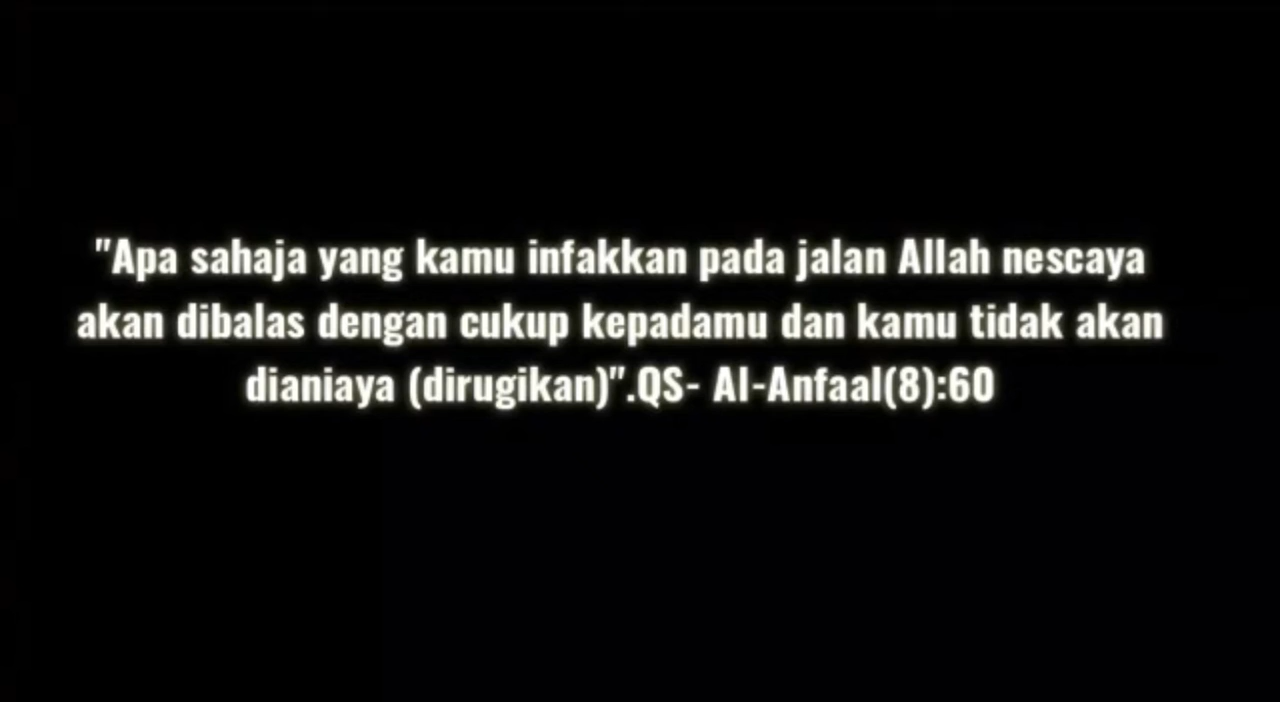 "Apa sahaja yang kamu infakkan pada jalan Allah nescaya
akan dibalas dengan cukup kepadamu dan kamu tidak akan
dianiaya (dirugikan)".QS- Al-Anfaal(8):60